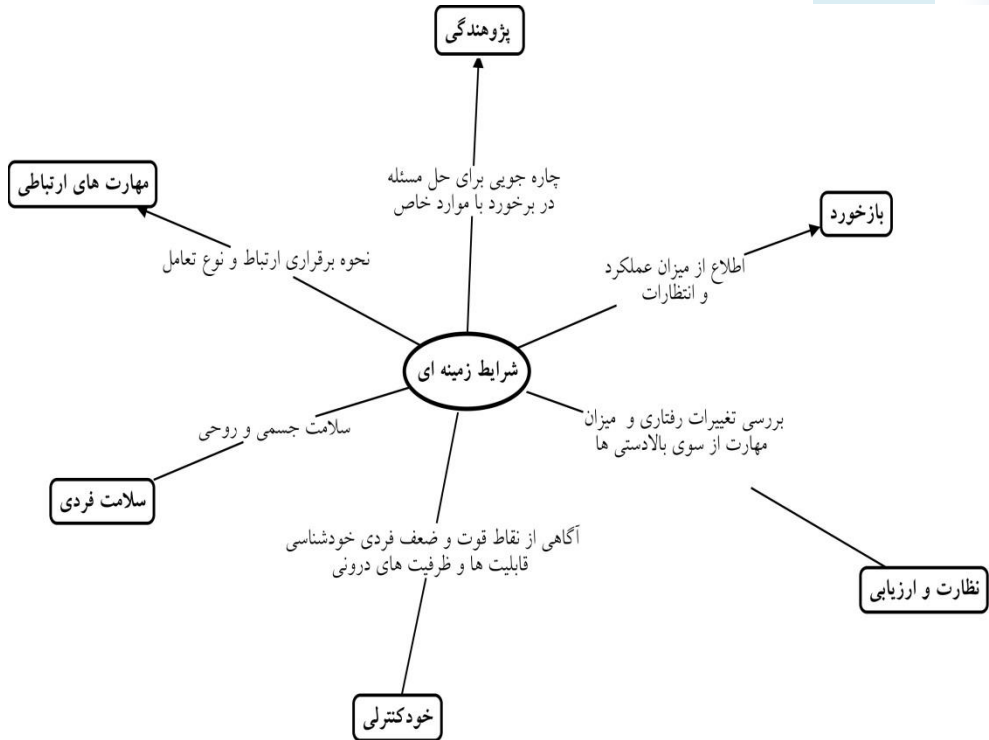 پژوهندگی
چاره جویی برای حل مسئله
در برخورد با موارد خاص
مهارت های ارتباطی
نحوه برقراری ارتباط و نوع تعامل
بازخورد
اطلاع از میزان عملکرد
و انتظارات
شرایط زمینه ای
بررسی تغییرات رفتاری و میزان
مهارت از سوی بالادستی ها
سلامت جسمی و روحی
سلامت فردی
آگاهی از نقاط قوت و ضعف فردی خودشناسی
قابلیت ها و ظرفیت های درونی
نظارت و ارزیابی
خودکنترلی